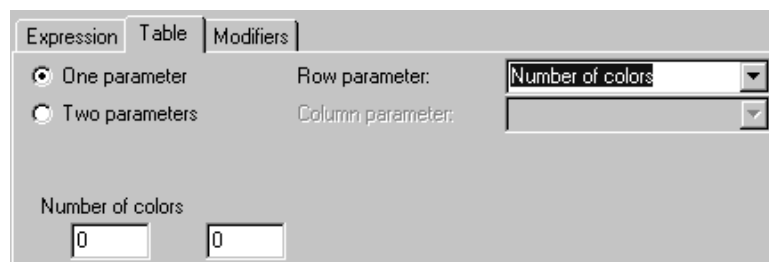 Expression Table Modifiers
One parameter Row parameter: Number of colors
Two parameters Column parameter:
Number of colors
0 0